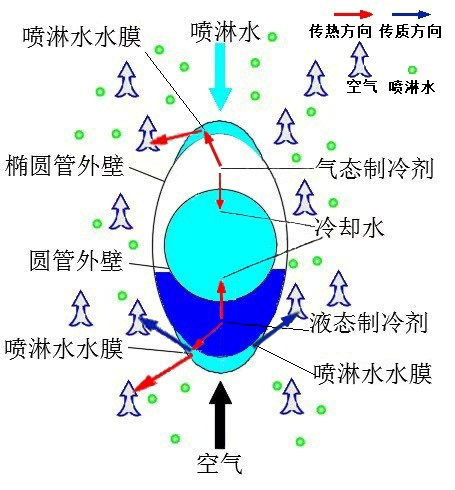 喷淋水水膜
喷淋水
传热方向 传质方向
空气 喷淋水
椭圆管外壁
气态制冷剂
冷却水
圆管外壁
液态制冷剂
喷淋水水膜
喷淋水水膜
空气